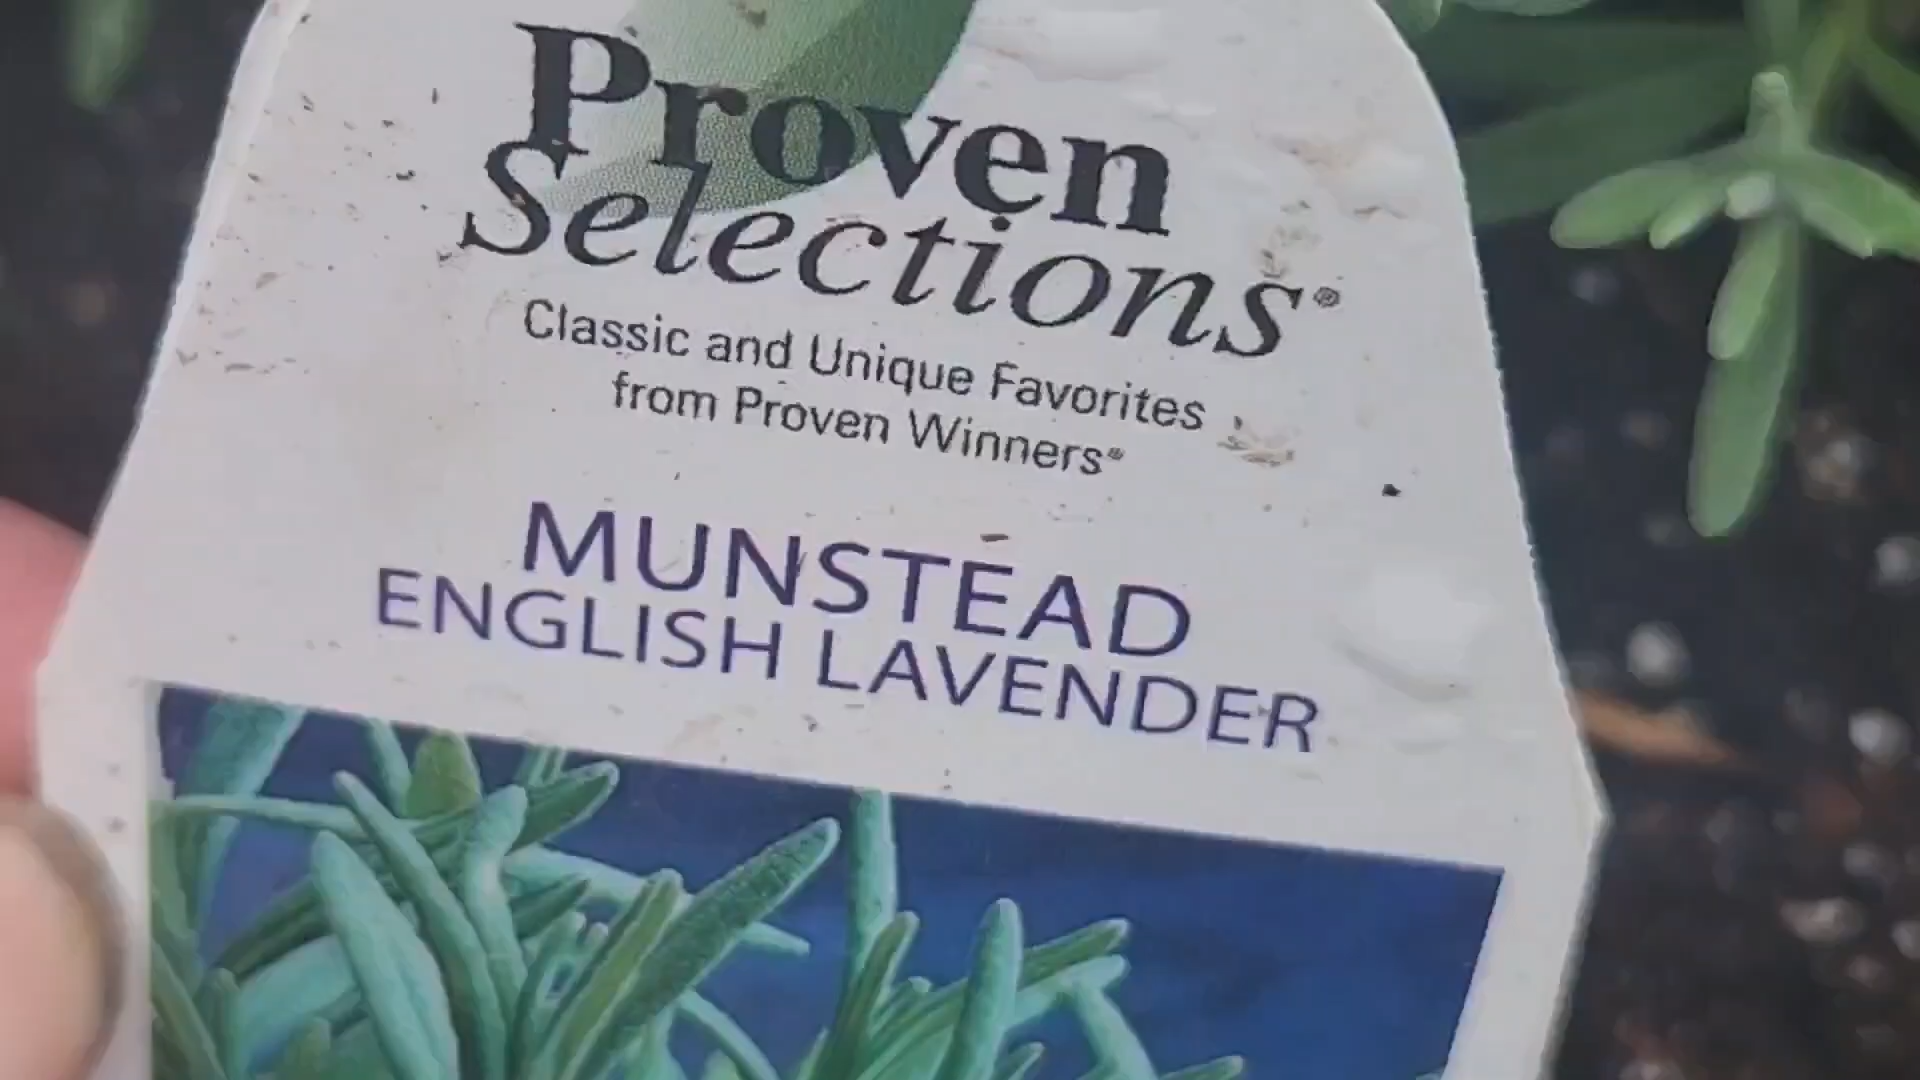 Proven
Selections®
Classic and Unique Favorites
from Proven Winners®
MUNSTEAD
ENGLISH LAVENDER